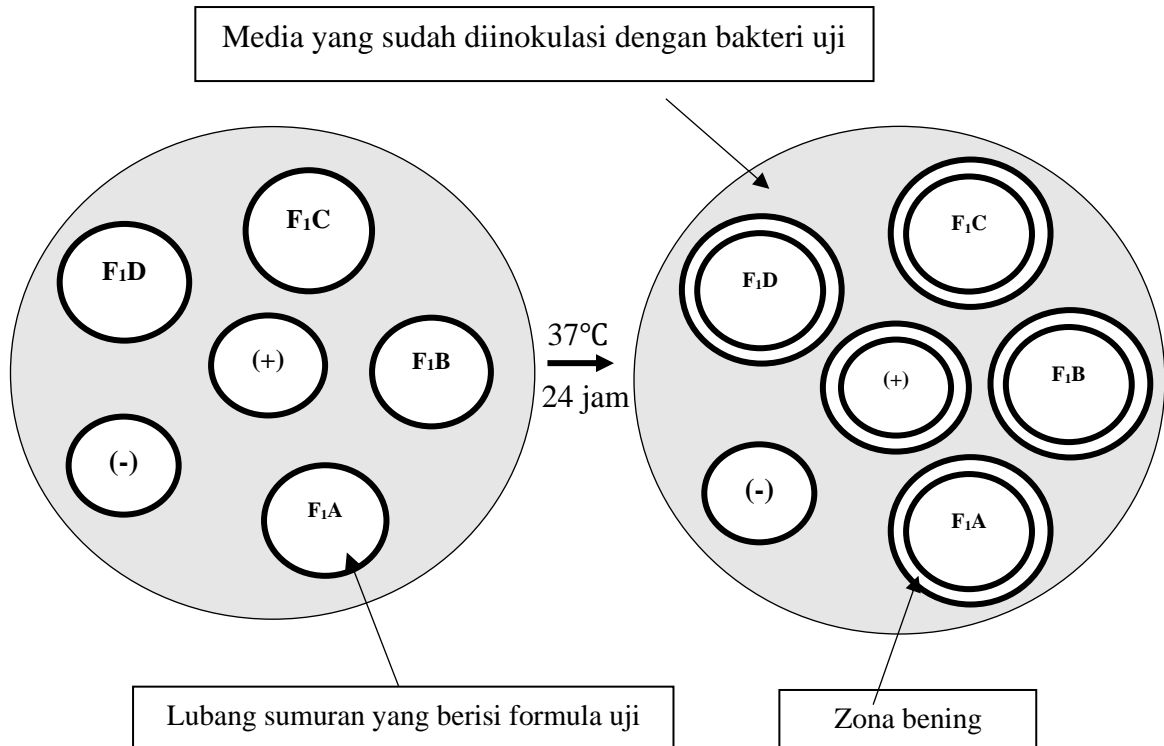 Media yang sudah diinokulasi dengan bakteri uji
F₁C
F₁D
(+)
F₁B
(-)
F₁A
37℃
24 jam
F₁C
F₁D
(+)
F₁B
(-)
F₁A
Lubang sumuran yang berisi formula uji
Zona bening